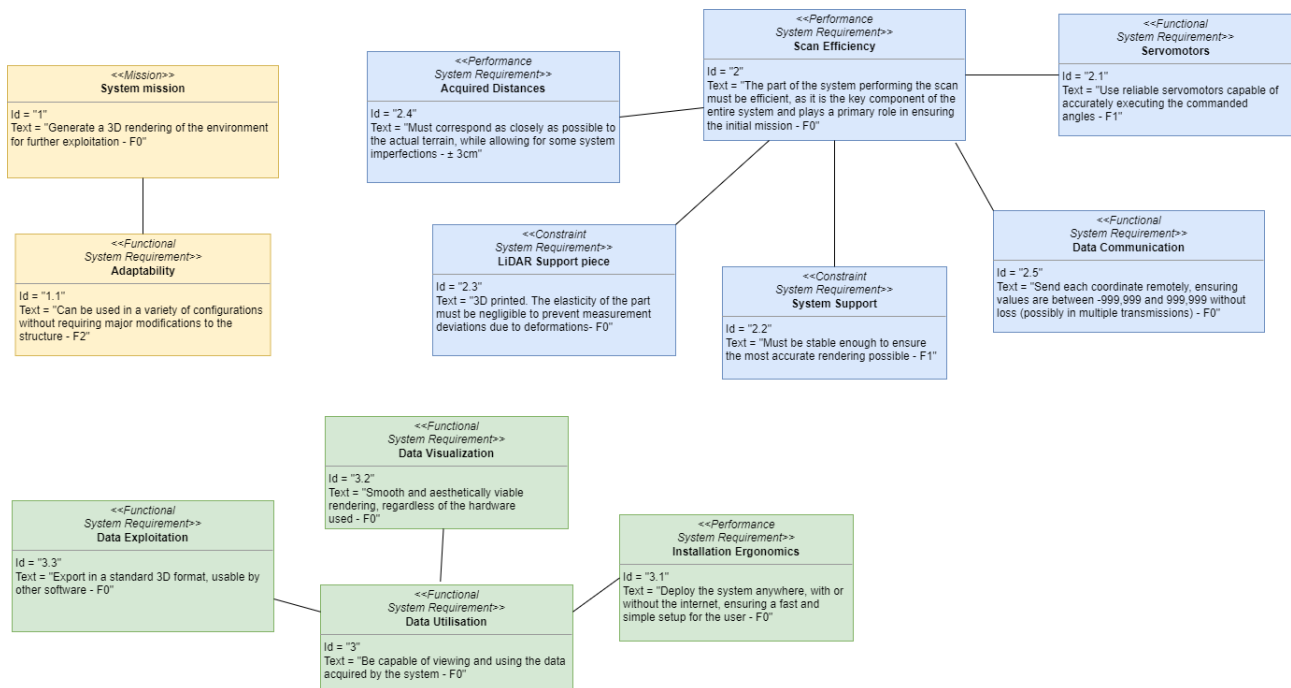 <<Mission>>
System mission
Id = "1"
Text = "Generate a 3D rendering of the environment
for further exploitation - F0"
<<Functional
System Requirement>>
Adaptability
Id = "1.1"
Text = "Can be used in a variety of configurations
without requiring major modifications to the
structure - F2"
<<Performance
System Requirement>>
Acquired Distances
Id = "2.4"
Text = "Must correspond as closely as possible to
the actual terrain, while allowing for some system
imperfections - ± 3cm"
<<Performance
System Requirement>>
Scan Efficiency
Id = "2"
Text = "The part of the system performing the scan
must be efficient, as it is the key component of the
entire system and plays a primary role in ensuring
the initial mission - F0"
<<Functional
System Requirement>>
Servomotors
Id = "2.1"
Text = "Use reliable servomotors capable of
accurately executing the commanded
angles - F1"
<<Constraint
System Requirement>>
LiDAR Support piece
Id = "2.3"
Text = "3D printed. The elasticity of the part
must be negligible to prevent measurement
deviations due to deformations- F0"
<<Constraint
System Requirement>>
System Support
Id = "2.2"
Text = "Must be stable enough to ensure
the most accurate rendering possible - F1"
<<Functional
System Requirement>>
Data Communication
Id = "2.5"
Text = "Send each coordinate remotely, ensuring
values are between -999,999 and 999,999 without
loss (possibly in multiple transmissions) - F0"
<<Functional
System Requirement>>
Data Visualization
Id = "3.2"
Text = "Smooth and aesthetically viable
rendering, regardless of the hardware
used - F0"
<<Functional
System Requirement>>
Data Exploitation
Id = "3.3"
Text = "Export in a standard 3D format, usable by
other software - F0"
<<Functional
System Requirement>>
Data Utilisation
Id = "3"
Text = "Be capable of viewing and using the data
acquired by the system - F0"
<<Performance
System Requirement>>
Installation Ergonomics
Id = "3.1"
Text = "Deploy the system anywhere, with or
without the internet, ensuring a fast and
simple setup for the user - F0"